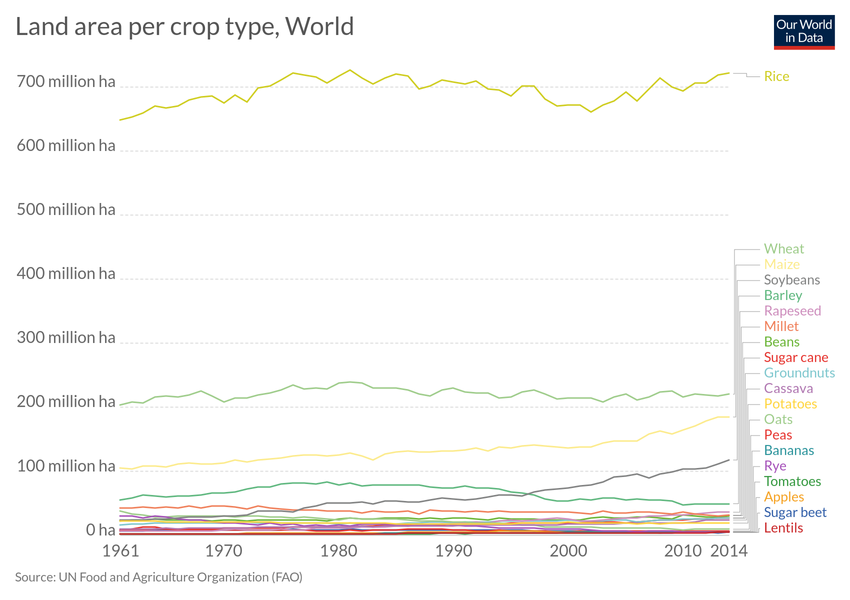 Land area per crop type, World
Our World
in Data
700 million ha
Rice
600 million ha
500 million ha
400 million ha
300 million ha
200 million ha
100 million ha
0 ha
Wheat
Maize
Soybeans
Barley
Rapeseed
Millet
Beans
Sugar cane
Groundnuts
Cassava
Potatoes
Oats
Peas
Bananas
Rye
Tomatoes
Apples
Sugar beet
Lentils
1961 1970 1980 1990 2000 2010 2014
Source: UN Food and Agriculture Organization (FAO)